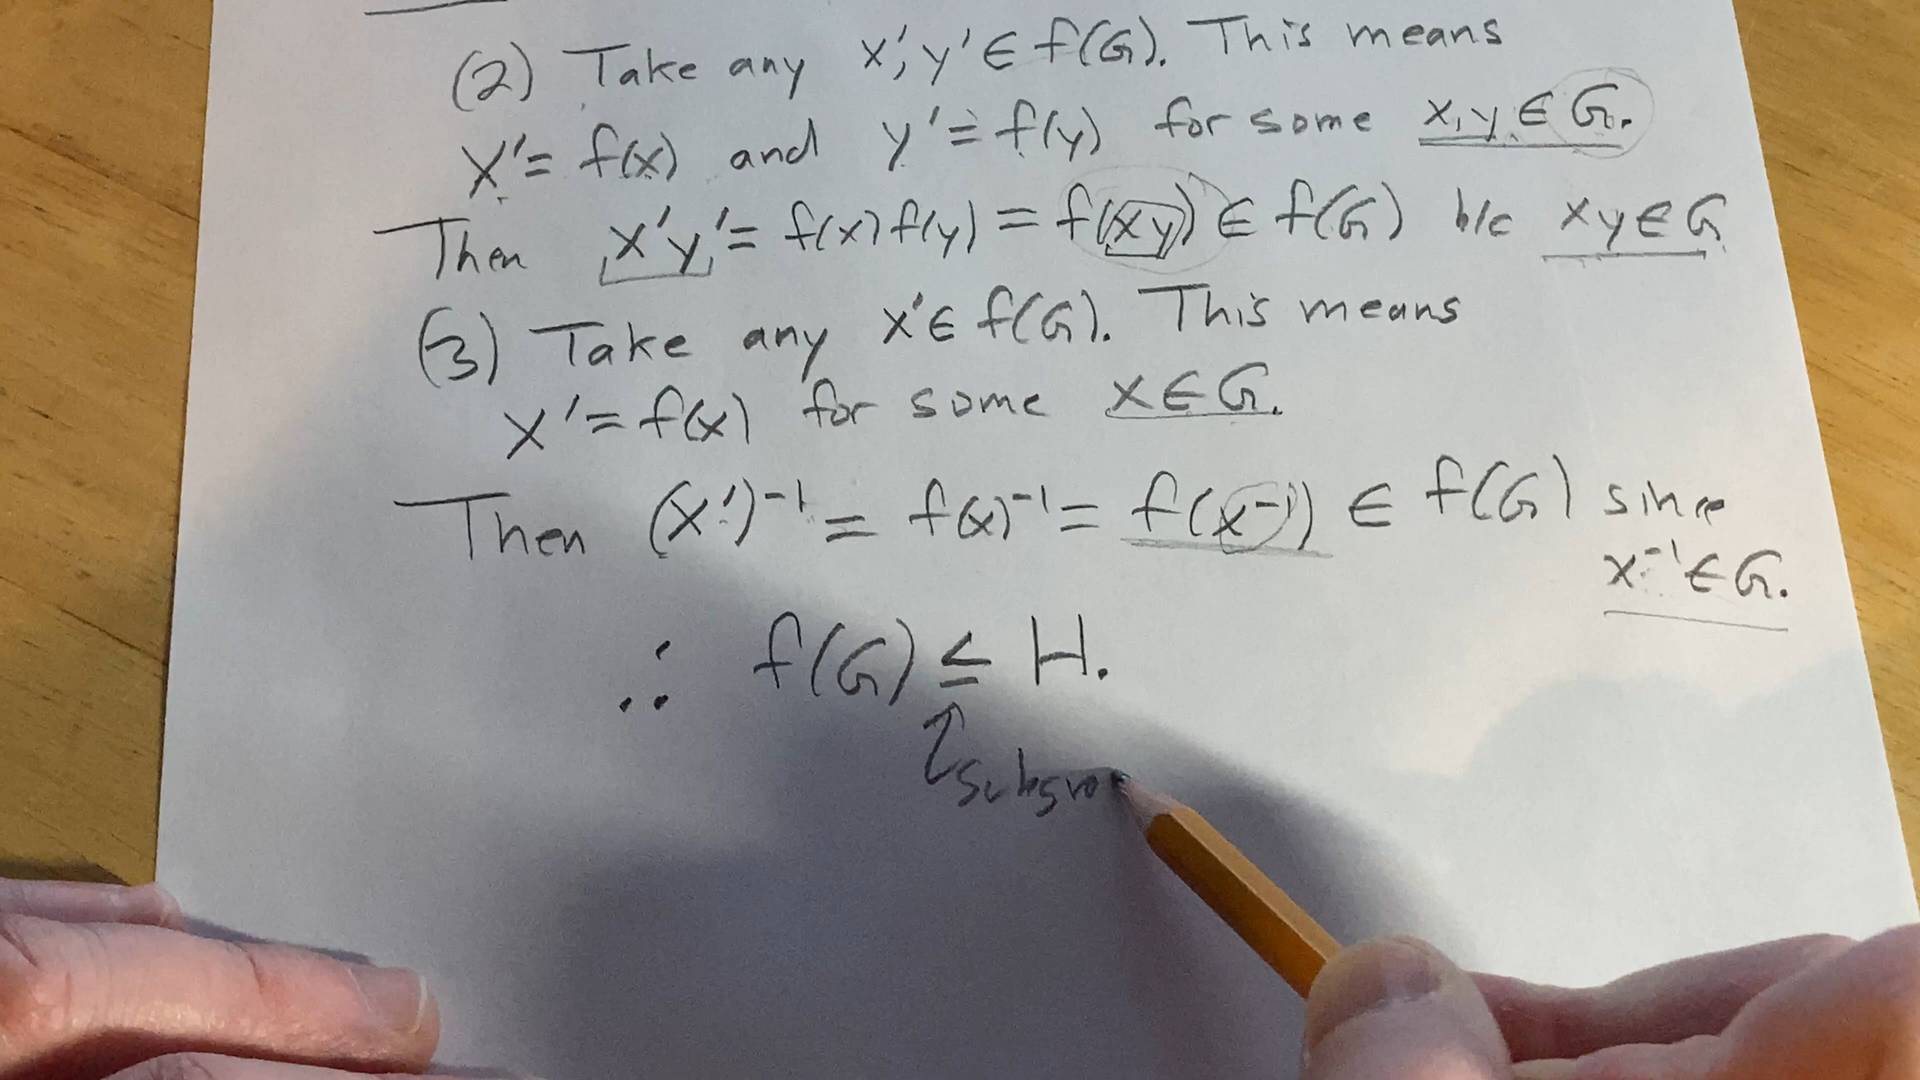 (2) Take any x', y' ∈ f(G). This means
x' = f(x) and y' = f(y) for some x, y ∈ G.
Then x'y' = f(x) f(y) = f(xy) ∈ f(G) b/c xy ∈ G
(3) Take any x' ∈ f(G). This means
x' = f(x) for some x ∈ G.
Then (x')⁻¹ = f(x)⁻¹ = f(x⁻¹) ∈ f(G) since
x⁻¹ ∈ G.
∴ f(G) ≤ H.
↑ subgro